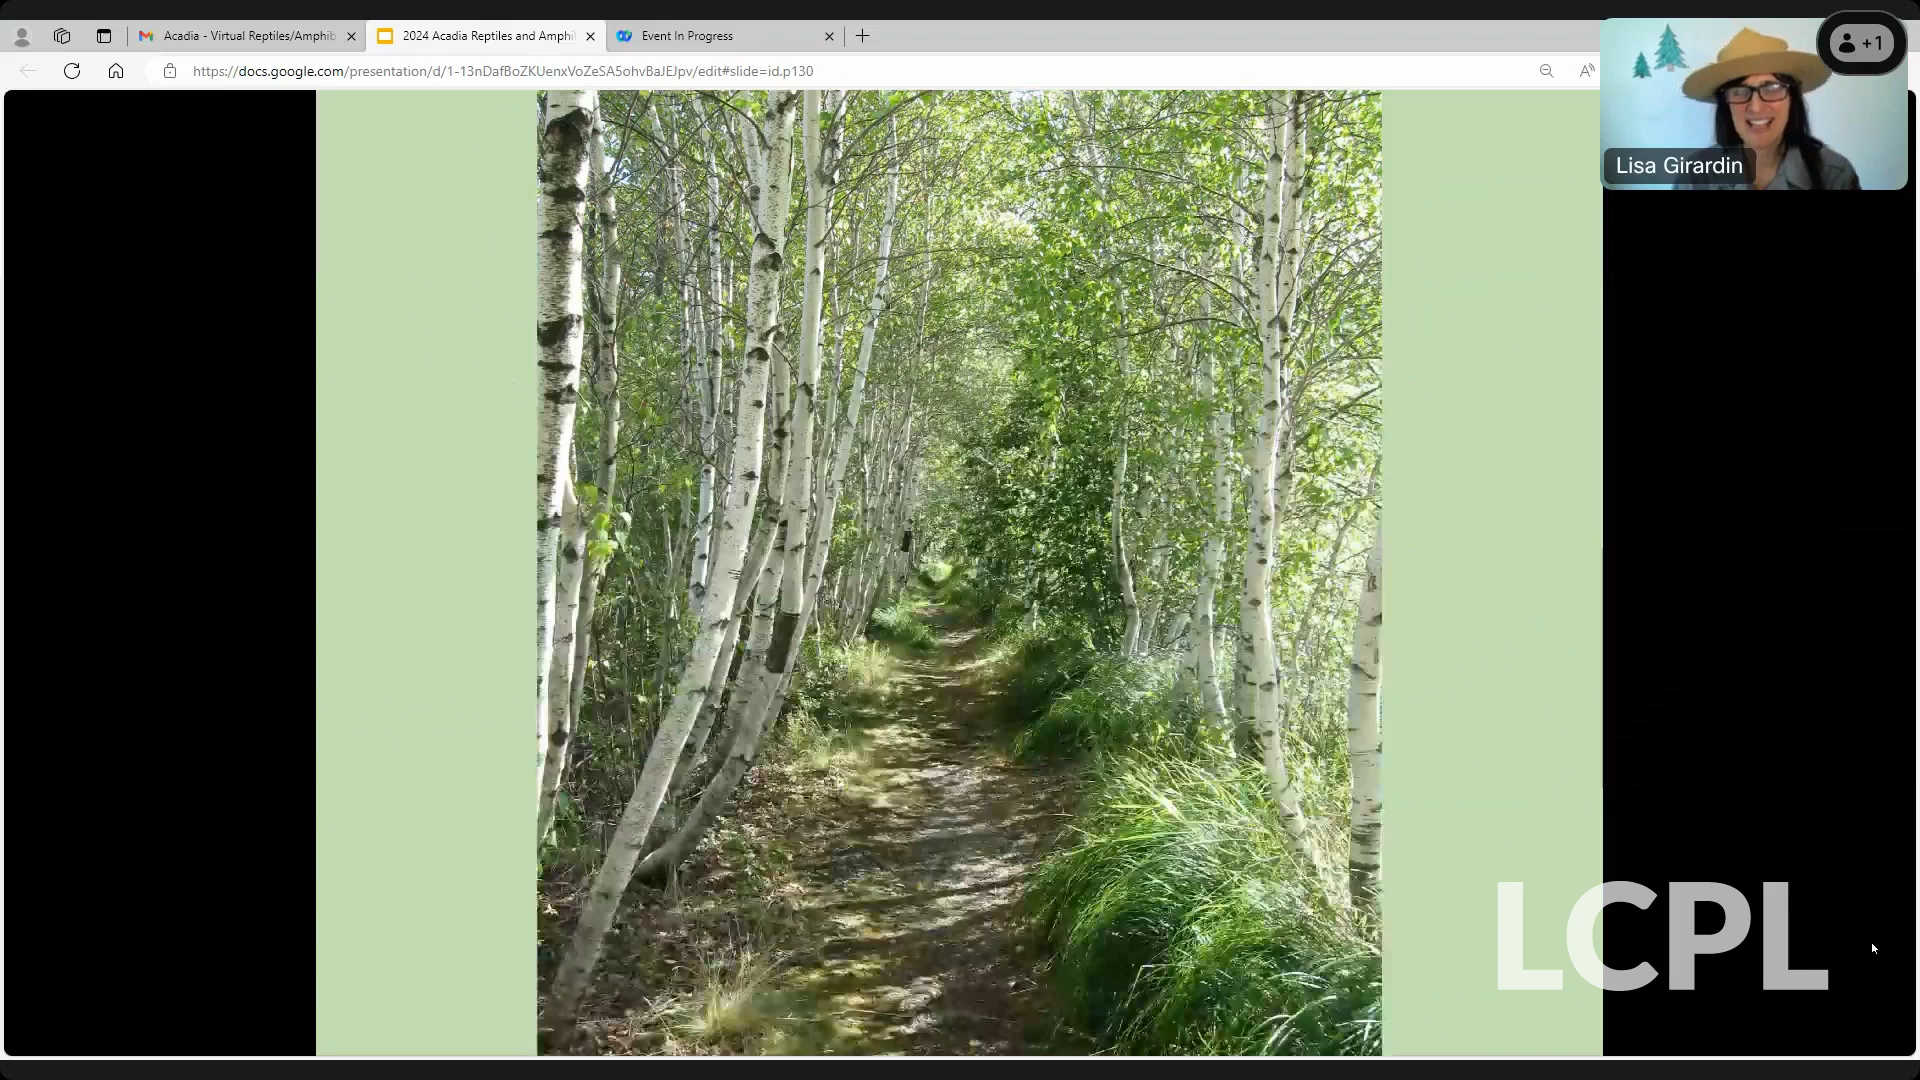 Acadia - Virtual Reptiles/Amphib
2024 Acadia Reptiles and Amphi
Event In Progress
https://docs.google.com/presentation/d/1-13nDafBoZKUenxVoZeSA5ohvBaJEJpv/edit#slide=id.p130
+1
Lisa Girardin
LCPL